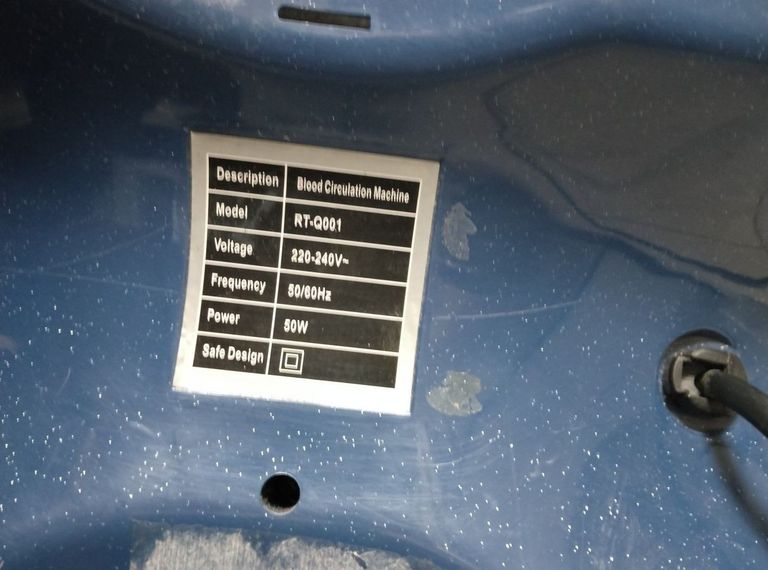 Description Blood Circulation Machine
Model RT-Q001
Voltage 220-240V~
Frequency 50/60Hz
Power 50W
Safe Design